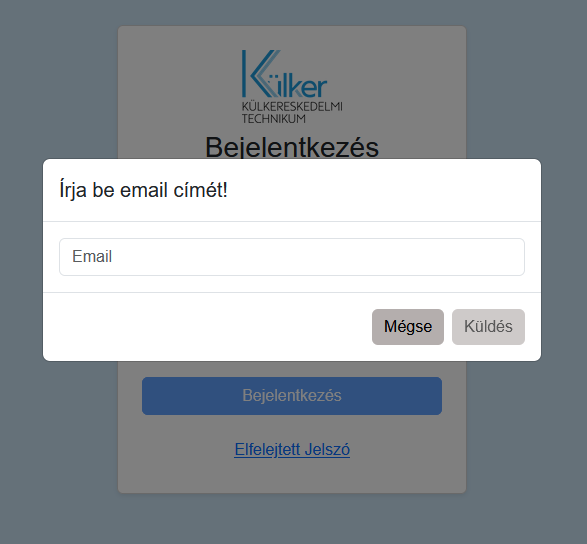 Külker
KÜLKERESKEDELMI
TECHNIKUM
Bejelentkezés
Írja be email címét!
Email
Mégse
Küldés
Bejelentkezés
Elfelejtett Jelszó